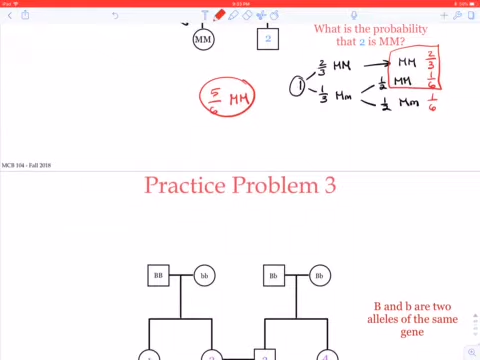 iPad
9:03 PM
MM
2
What is the probability
that 2 is MM?
5/6 MM
1
2/3 MM
MM 2/3
1/3 Mm
1/2 MM 1/6
1/2 Mm 1/6
MCB 104 - Fall 2018
Practice Problem 3
BB
bb
Bb
Bb
B and b are two
alleles of the same
gene